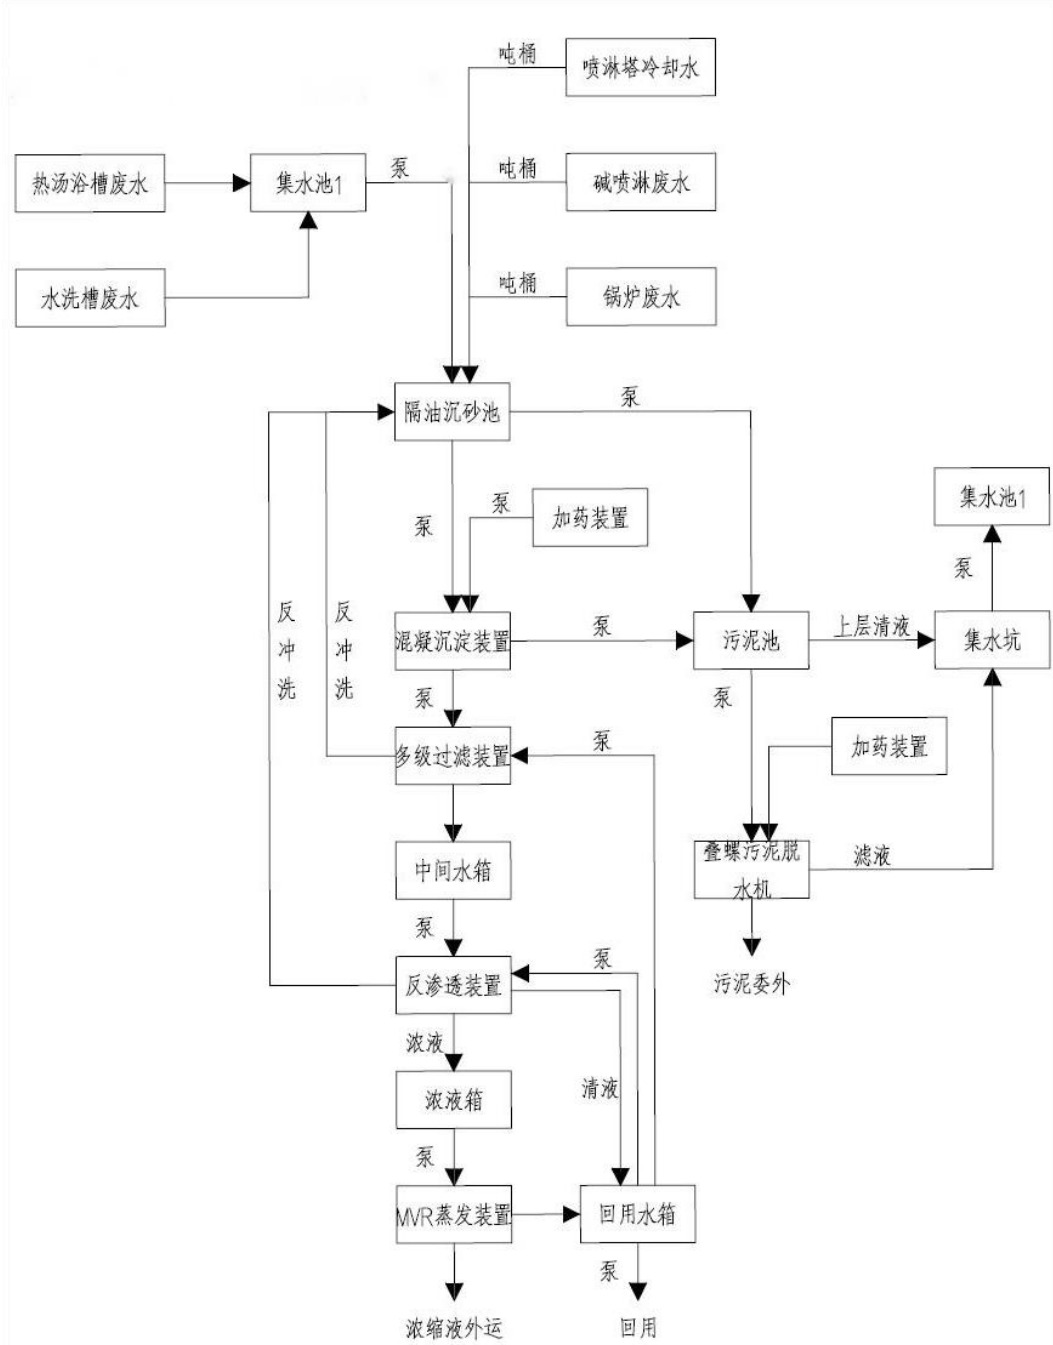 吨桶
喷淋塔冷却水
热汤浴槽废水
集水池1
泵
吨桶
碱喷淋废水
水洗槽废水
吨桶
锅炉废水
隔油沉砂池
泵
泵
泵
加药装置
集水池1
泵
反冲洗
反冲洗
混凝沉淀装置
泵
污泥池
上层清液
集水坑
泵
泵
多级过滤装置
泵
加药装置
中间水箱
叠螺污泥脱
水机
滤液
泵
反渗透装置
泵
污泥委外
浓液
浓液箱
清液
泵
MVR蒸发装置
回用水箱
泵
浓缩液外运
回用